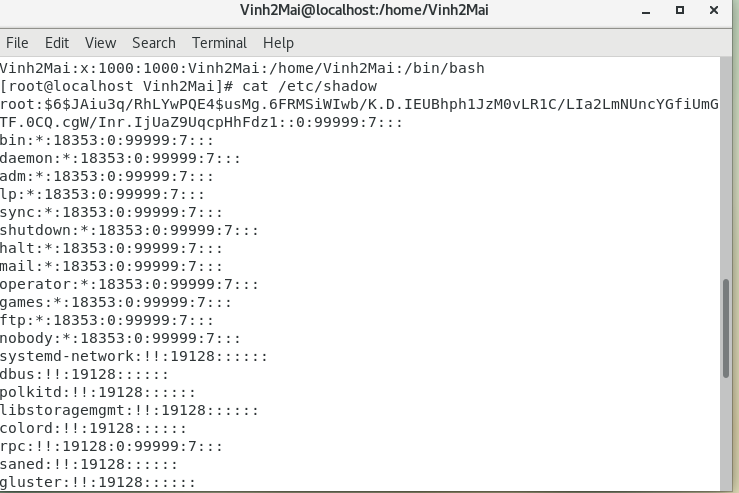 Vinh2Mai@localhost:/home/Vinh2Mai
File Edit View Search Terminal Help
Vinh2Mai:x:1000:1000:Vinh2Mai:/home/Vinh2Mai:/bin/bash
[root@localhost Vinh2Mai]# cat /etc/shadow
root:$6$JAiu3q/RhLYwPQE4$usMg.6FRMSiWIwb/K.D.IEUBhph1JzM0vLR1C/LIa2LmNUncYGfiUmG
TF.0CQ.cgW/Inr.IjUaZ9UqcpHhFdz1::0:99999:7:::
bin:*:18353:0:99999:7:::
daemon:*:18353:0:99999:7:::
adm:*:18353:0:99999:7:::
lp:*:18353:0:99999:7:::
sync:*:18353:0:99999:7:::
shutdown:*:18353:0:99999:7:::
halt:*:18353:0:99999:7:::
mail:*:18353:0:99999:7:::
operator:*:18353:0:99999:7:::
games:*:18353:0:99999:7:::
ftp:*:18353:0:99999:7:::
nobody:*:18353:0:99999:7:::
systemd-network:!!:19128::::::
dbus:!!:19128::::::
polkitd:!!:19128::::::
libstoragemgmt:!!:19128::::::
colord:!!:19128::::::
rpc:!!:19128:0:99999:7:::
saned:!!:19128::::::
gluster:!!:19128::::::